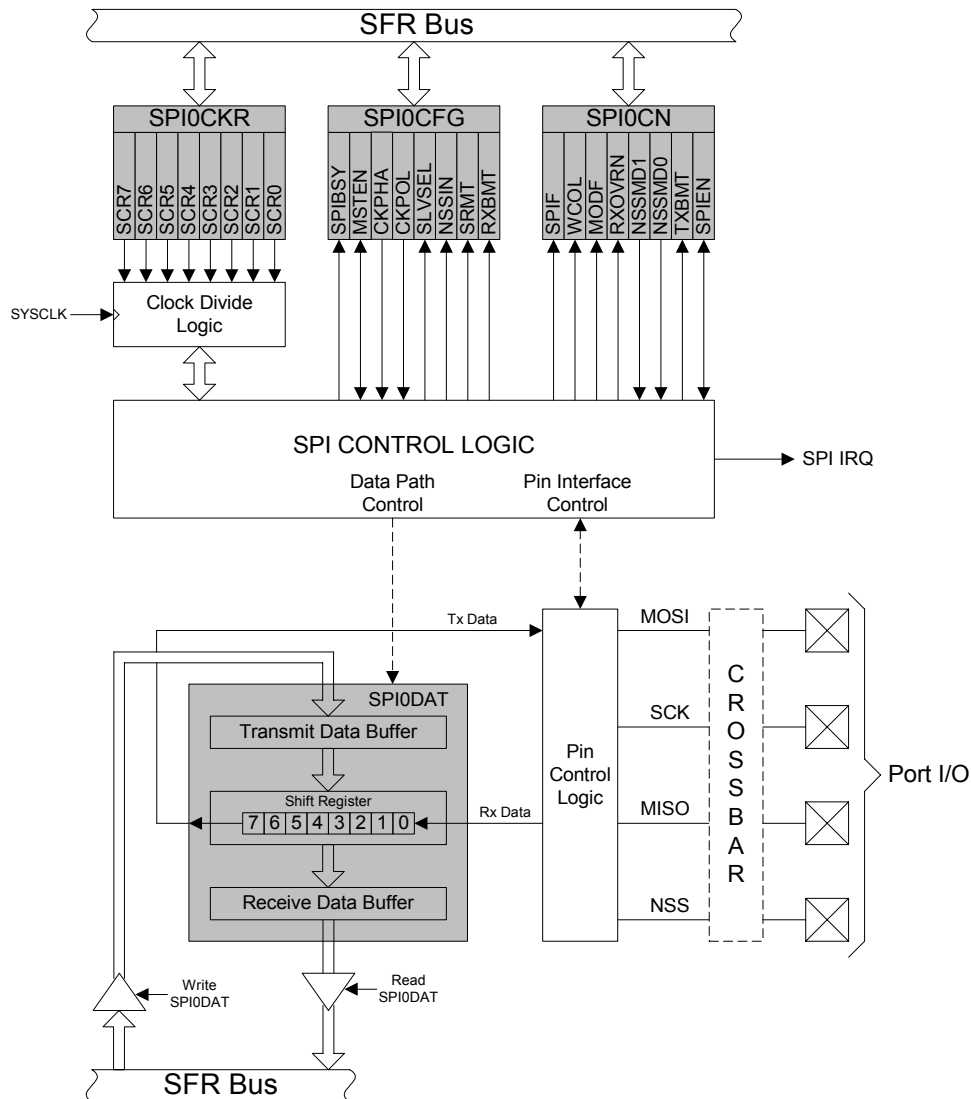 SFR Bus
SPI0CKR
SCR7
SCR6
SCR5
SCR4
SCR3
SCR2
SCR1
SCR0
SPI0CFG
SPIBSY
MSTEN
CKPHA
CKPOL
SLVSEL
NSSIN
SRMT
RXBMT
SPI0CN
SPIF
WCOL
MODF
RXOVRN
NSSMD1
NSSMD0
TXBMT
SPIEN
SYSCLK
Clock Divide
Logic
SPI CONTROL LOGIC
Data Path
Control
Pin Interface
Control
SPI IRQ
Tx Data
SPI0DAT
Transmit Data Buffer
Shift Register
7 6 5 4 3 2 1 0
Rx Data
Receive Data Buffer
Pin
Control
Logic
MOSI
SCK
MISO
NSS
CROSSBAR
Port I/O
Write
SPI0DAT
Read
SPI0DAT
SFR Bus